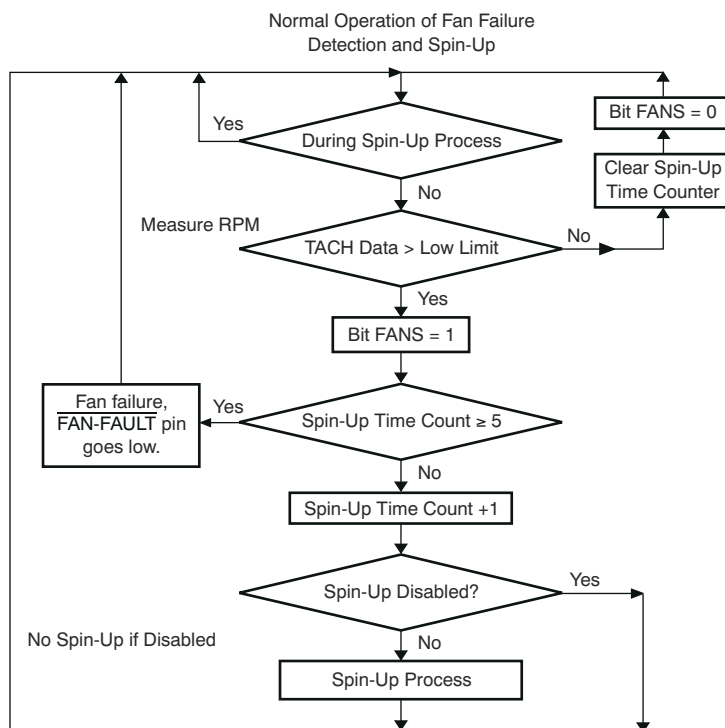 Normal Operation of Fan Failure
Detection and Spin-Up
Yes
During Spin-Up Process
Bit FANS = 0
Clear Spin-Up
Time Counter
No
Measure RPM
TACH Data > Low Limit
No
Yes
Bit FANS = 1
Fan failure,
FAN-FAULT pin
goes low.
Yes
Spin-Up Time Count ≥ 5
No
Spin-Up Time Count +1
Spin-Up Disabled?
Yes
No Spin-Up if Disabled
No
Spin-Up Process